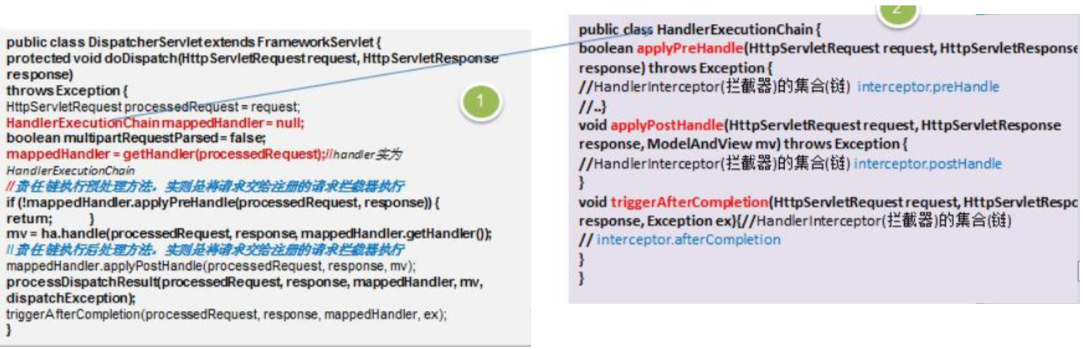 public class DispatcherServlet extends FrameworkServlet {
protected void doDispatch(HttpServletRequest request, HttpServletResponse
response)
throws Exception {
HttpServletRequest processedRequest = request;
HandlerExecutionChain mappedHandler = null;
boolean multipartRequestParsed = false;
mappedHandler = getHandler(processedRequest);//handler实为
HandlerExecutionChain
//责任链执行预处理方法，实则是将请求交给注册的请求拦截器执行
if (!mappedHandler.applyPreHandle(processedRequest, response)) {
return; }
mv = ha.handle(processedRequest, response, mappedHandler.getHandler());
//责任链执行后处理方法，实则是将请求交给注册的请求拦截器执行
mappedHandler.applyPostHandle(processedRequest, response, mv);
processDispatchResult(processedRequest, response, mappedHandler, mv,
dispatchException);
triggerAfterCompletion(processedRequest, response, mappedHandler, ex);
}
1
2
public class HandlerExecutionChain {
boolean applyPreHandle(HttpServletRequest request, HttpServletResponse
response) throws Exception {
//HandlerInterceptor(拦截器)的集合(链) interceptor.preHandle
//..}
void applyPostHandle(HttpServletRequest request, HttpServletResponse
response, ModelAndView mv) throws Exception {
//HandlerInterceptor(拦截器)的集合(链) interceptor.postHandle
}
void triggerAfterCompletion(HttpServletRequest request, HttpServletRespo
response, Exception ex){//HandlerInterceptor(拦截器)的集合(链)
// interceptor.afterCompletion
}
}